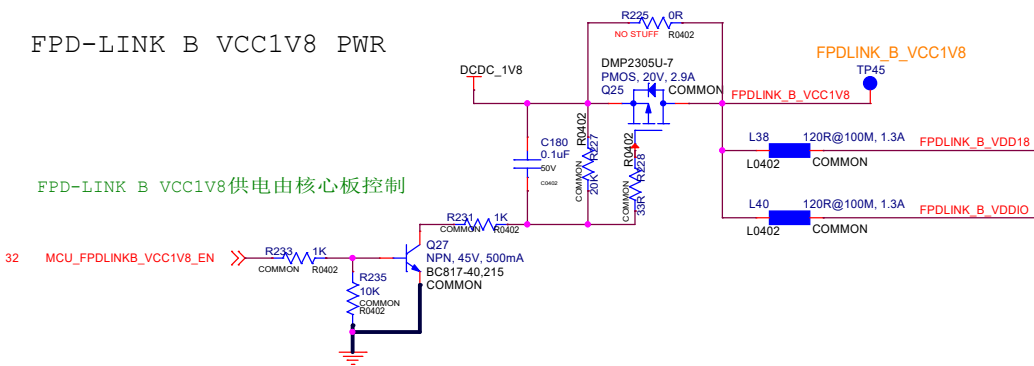 FPD-LINK B VCC1V8 PWR
R225 0R
NO STUFF R0402
FPDLINK_B_VCC1V8
TP45
DCDC_1V8
DMP2305U-7
PMOS, 20V, 2.9A
Q25 COMMON
FPDLINK_B_VCC1V8
C180
0.1uF
50V
C0402
R0402
R227
COMMON
20K
R0402
R228
COMMON
33R
L38 120R@100M, 1.3A FPDLINK_B_VDD18
L0402 COMMON
FPD-LINK B VCC1V8供电由核心板控制
L40 120R@100M, 1.3A FPDLINK_B_VDDIO
L0402 COMMON
R231 1K
COMMON R0402
Q27
NPN, 45V, 500mA
BC817-40,215
COMMON
32 MCU_FPDLINKB_VCC1V8_EN
R233 1K
COMMON R0402
R235
10K
COMMON
R0402